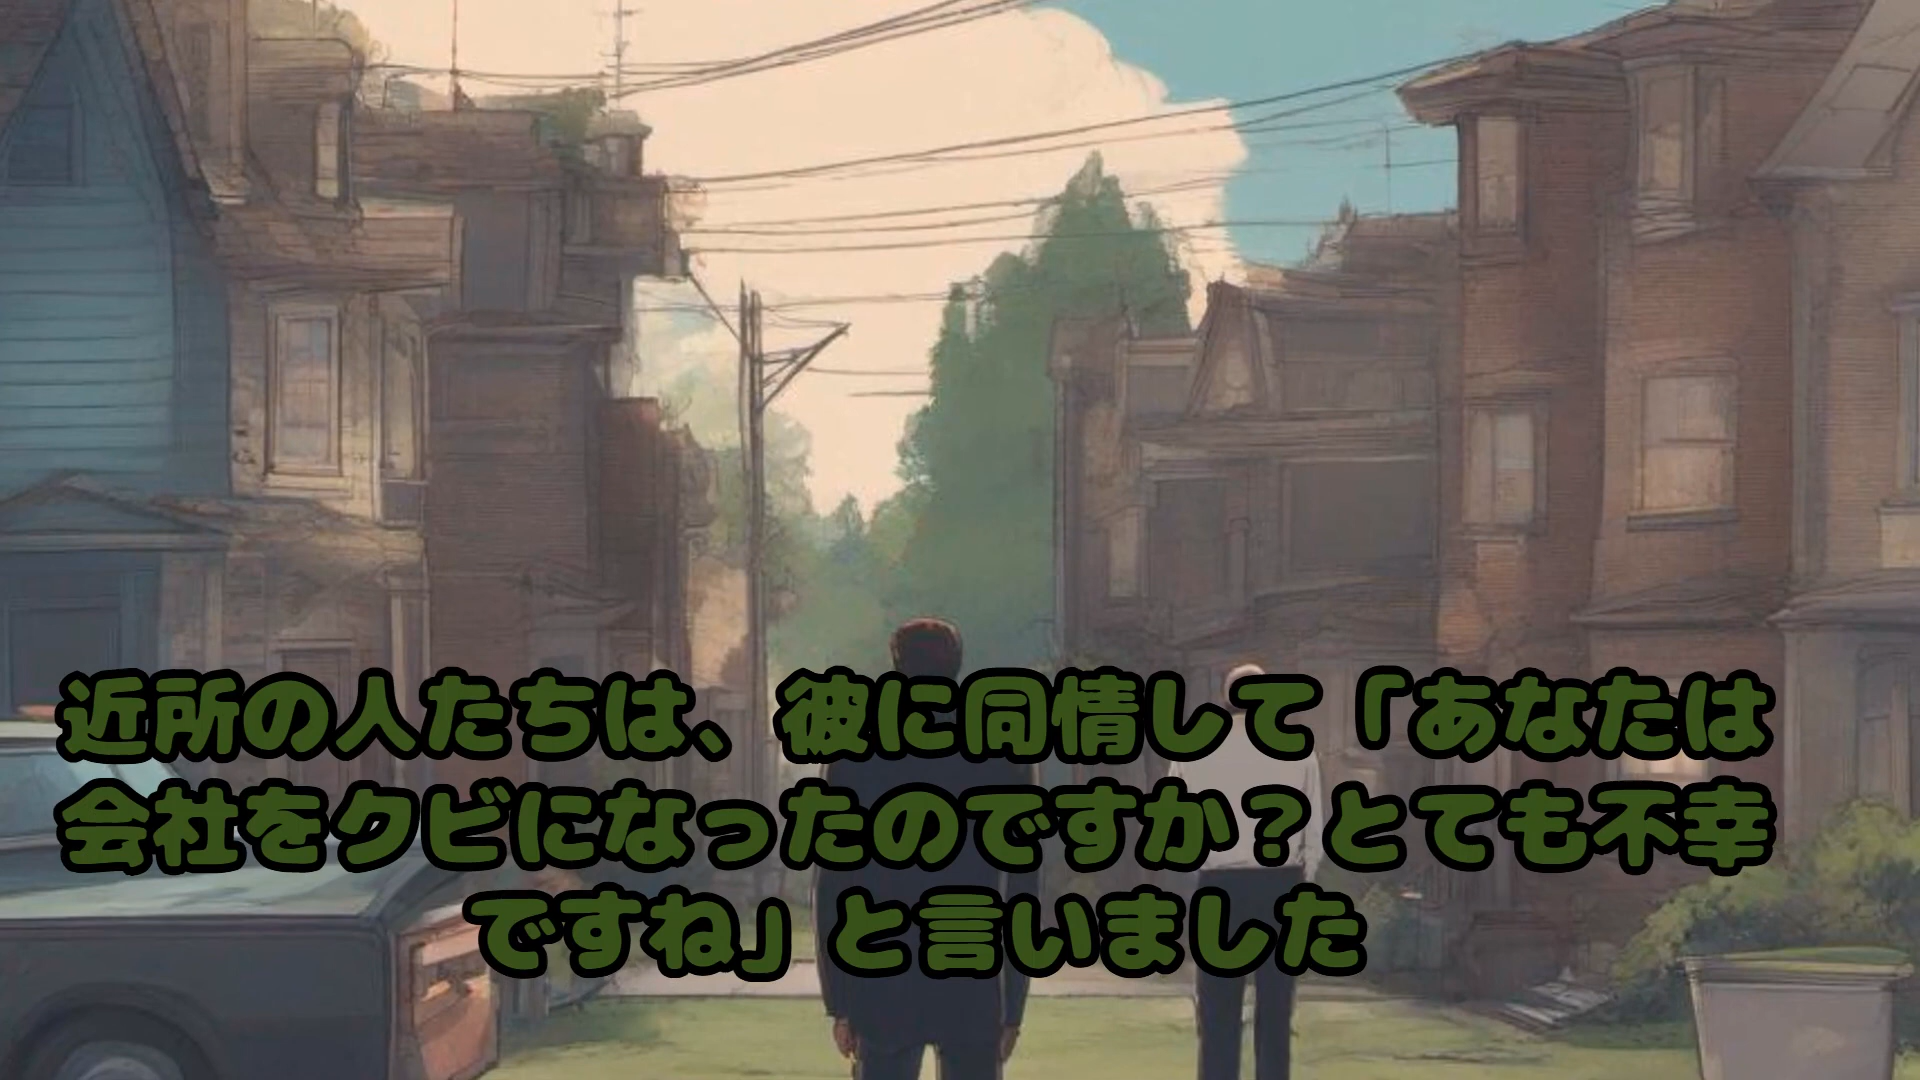 近所の人たちは、彼に同情して「あなたは
会社をクビになったのですか？とても不幸
ですね」と言いました